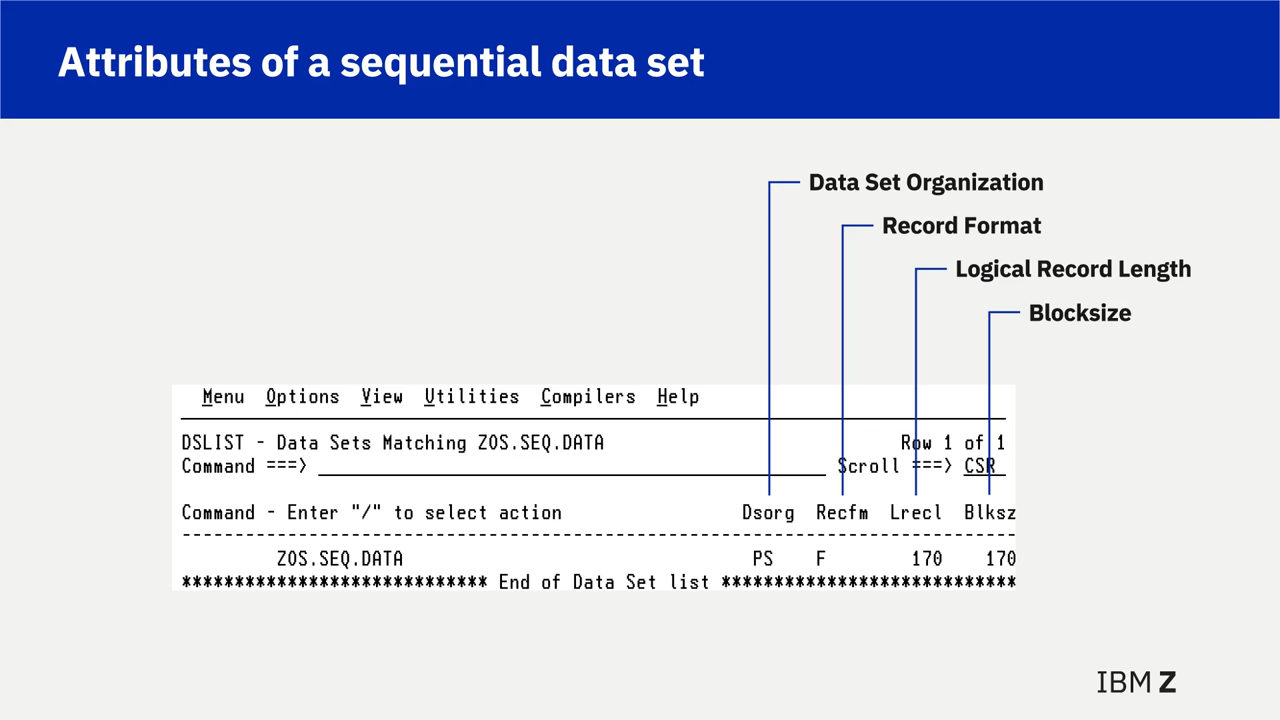 Attributes of a sequential data set
Data Set Organization
Record Format
Logical Record Length
Blocksize
Menu Options View Utilities Compilers Help
DSLIST - Data Sets Matching ZOS.SEQ.DATA Row 1 of 1
Command ===> Scroll ===> CSR
Command - Enter "/" to select action Dsorg Recfm Lrecl Blksz
--------------------------------------------------------------------------------
ZOS.SEQ.DATA PS F 170 170
***************************** End of Data Set list ****************************
IBM Z